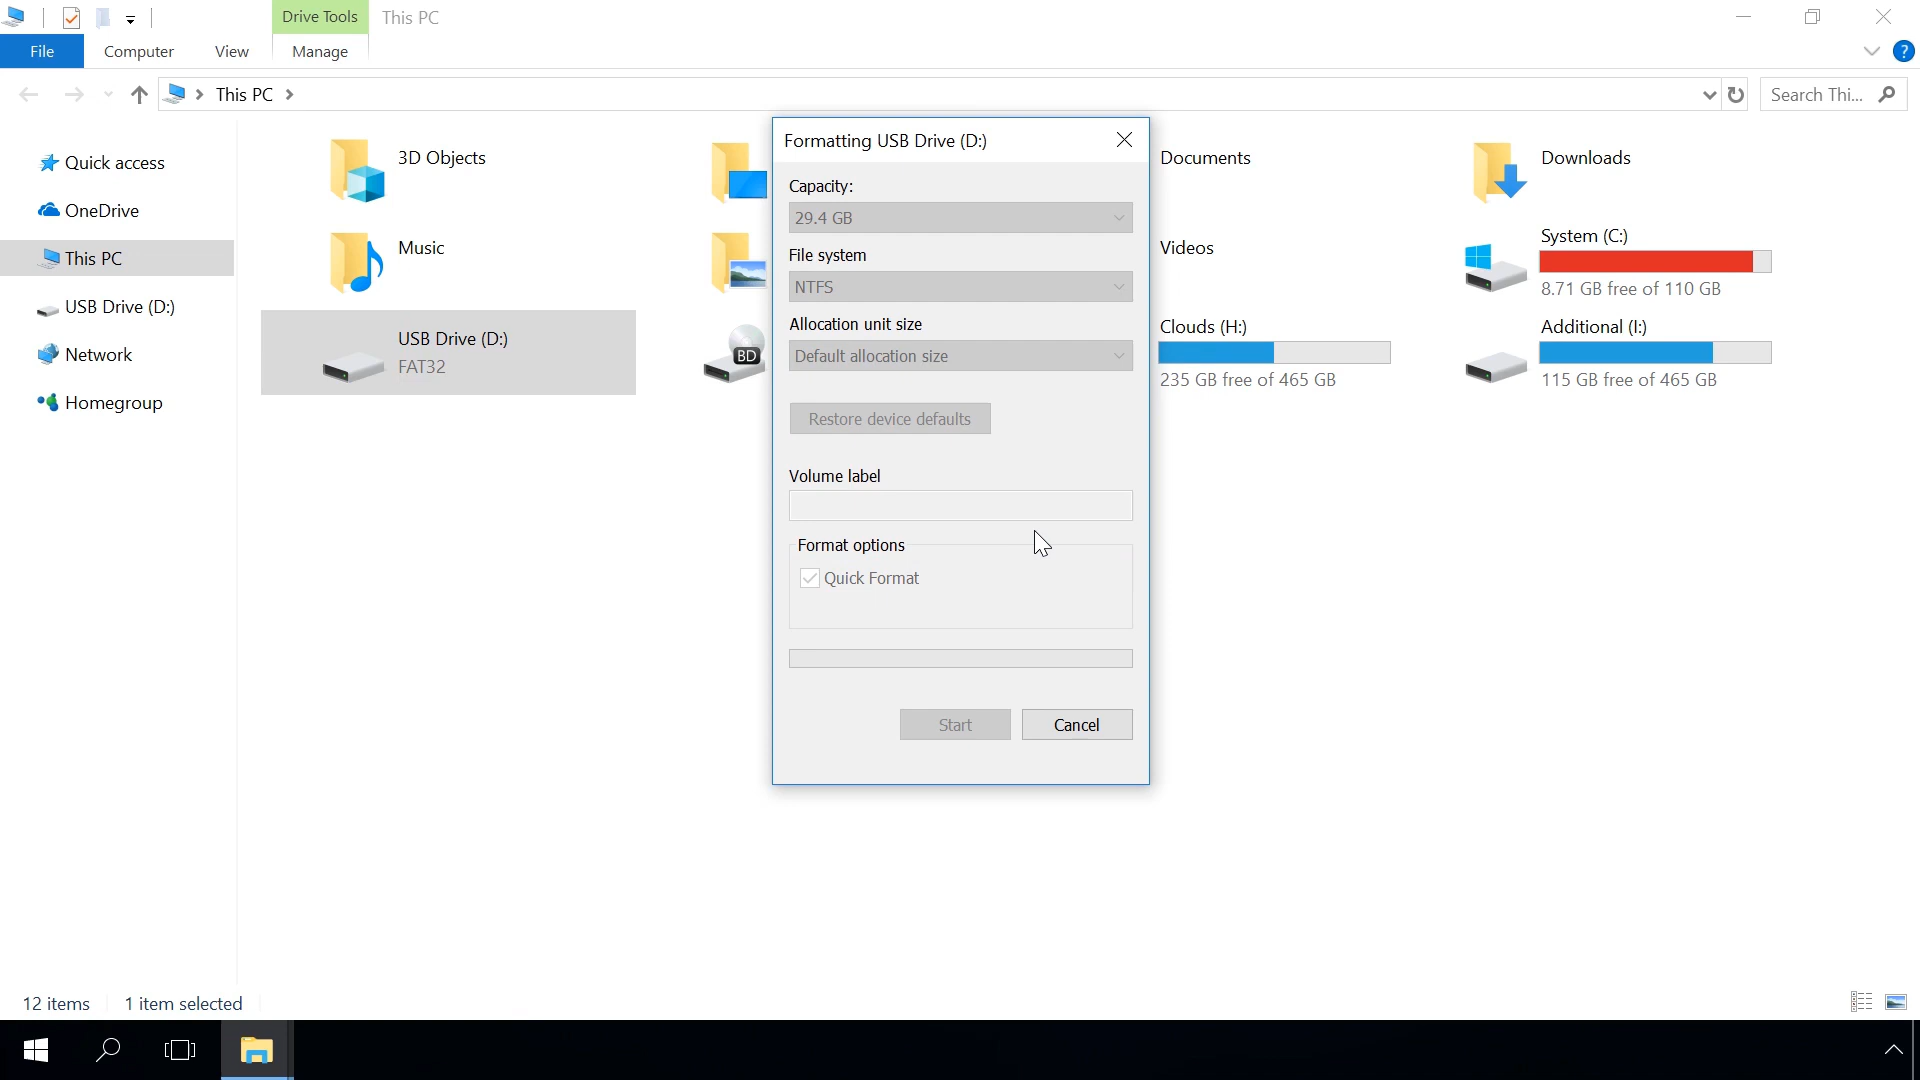 Drive Tools
This PC
File
Computer
View
Manage
?
This PC
Search Thi...
Quick access
OneDrive
This PC
USB Drive (D:)
Network
Homegroup
3D Objects
Documents
Downloads
Music
Videos
System (C:)
8.71 GB free of 110 GB
USB Drive (D:)
FAT32
BD
Clouds (H:)
235 GB free of 465 GB
Additional (I:)
115 GB free of 465 GB
Formatting USB Drive (D:)
Capacity:
29.4 GB
File system
NTFS
Allocation unit size
Default allocation size
Restore device defaults
Volume label
Format options
Quick Format
Start
Cancel
12 items
1 item selected